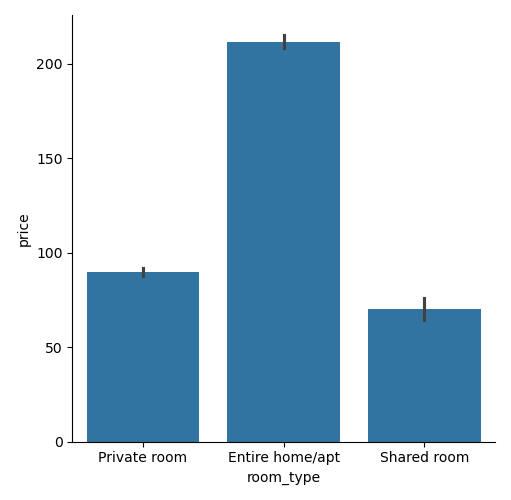 200
150
100
50
0
price
Private room
Entire home/apt
Shared room
room_type